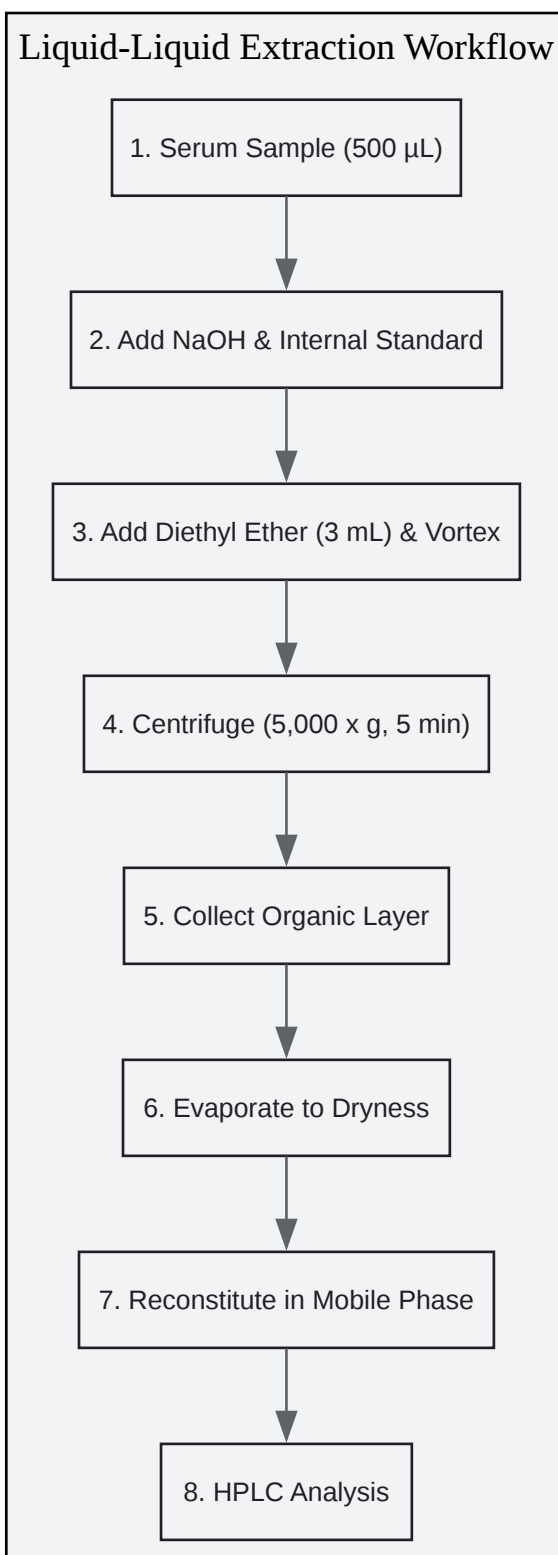 Liquid-Liquid Extraction Workflow
1. Serum Sample (500 µL)
2. Add NaOH & Internal Standard
3. Add Diethyl Ether (3 mL) & Vortex
4. Centrifuge (5,000 x g, 5 min)
5. Collect Organic Layer
6. Evaporate to Dryness
7. Reconstitute in Mobile Phase
8. HPLC Analysis